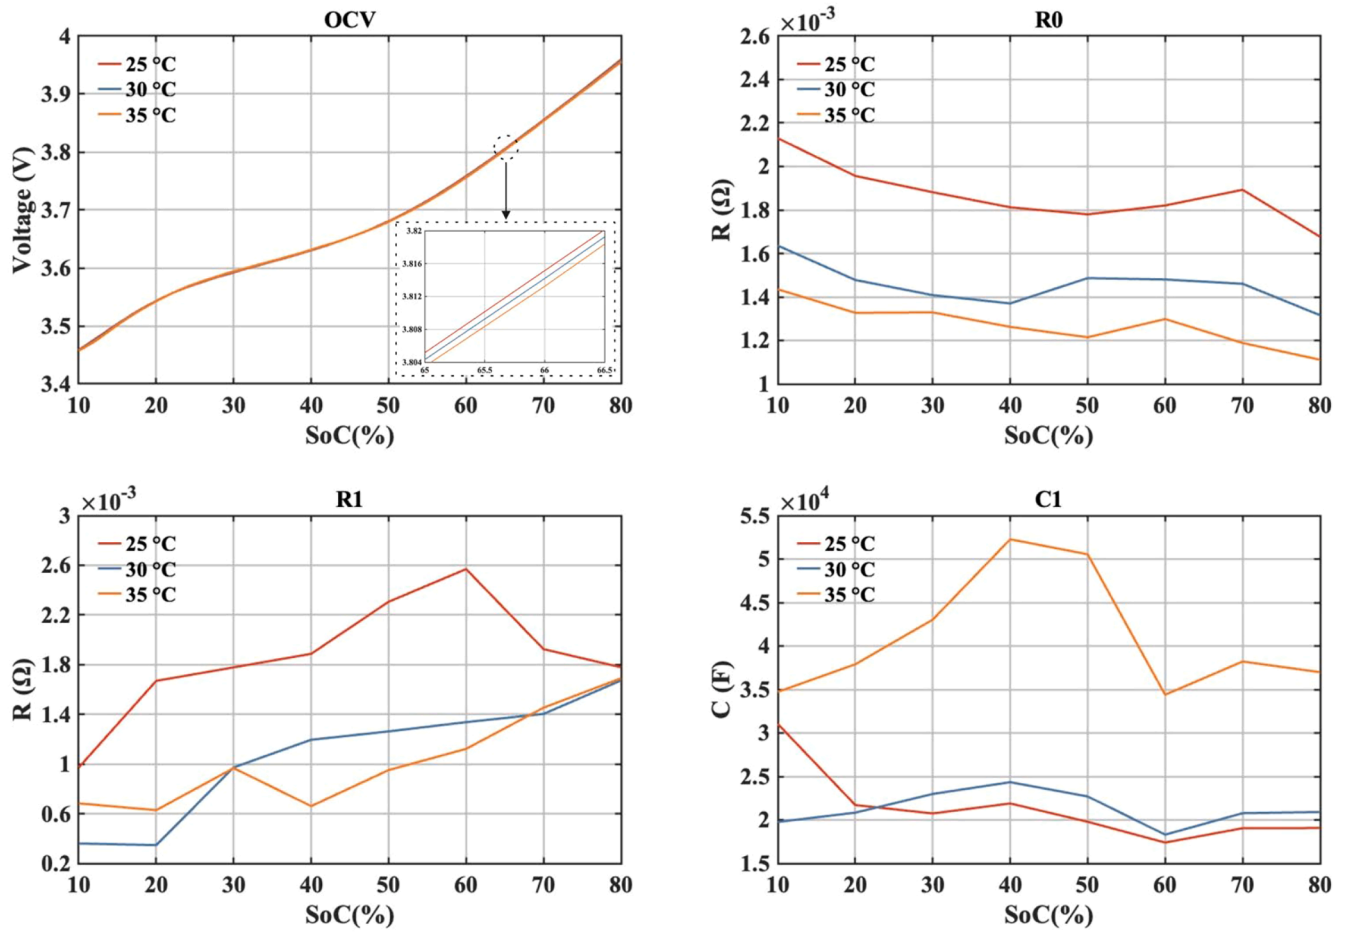 OCV
4
3.9
3.8
3.7
3.6
3.5
3.4
Voltage (V)
25 °C
30 °C
35 °C
3.82
3.816
3.812
3.808
3.804
65 65.5 66 66.5
10 20 30 40 50 60 70 80
SoC(%)
R0
×10⁻³
2.6
2.4
2.2
2
1.8
1.6
1.4
1.2
1
R (Ω)
25 °C
30 °C
35 °C
10 20 30 40 50 60 70 80
SoC(%)
R1
×10⁻³
3
2.6
2.2
1.8
1.4
1
0.6
0.2
R (Ω)
25 °C
30 °C
35 °C
10 20 30 40 50 60 70 80
SoC(%)
C1
×10⁴
5.5
5
4.5
4
3.5
3
2.5
2
1.5
C (F)
25 °C
30 °C
35 °C
10 20 30 40 50 60 70 80
SoC(%)